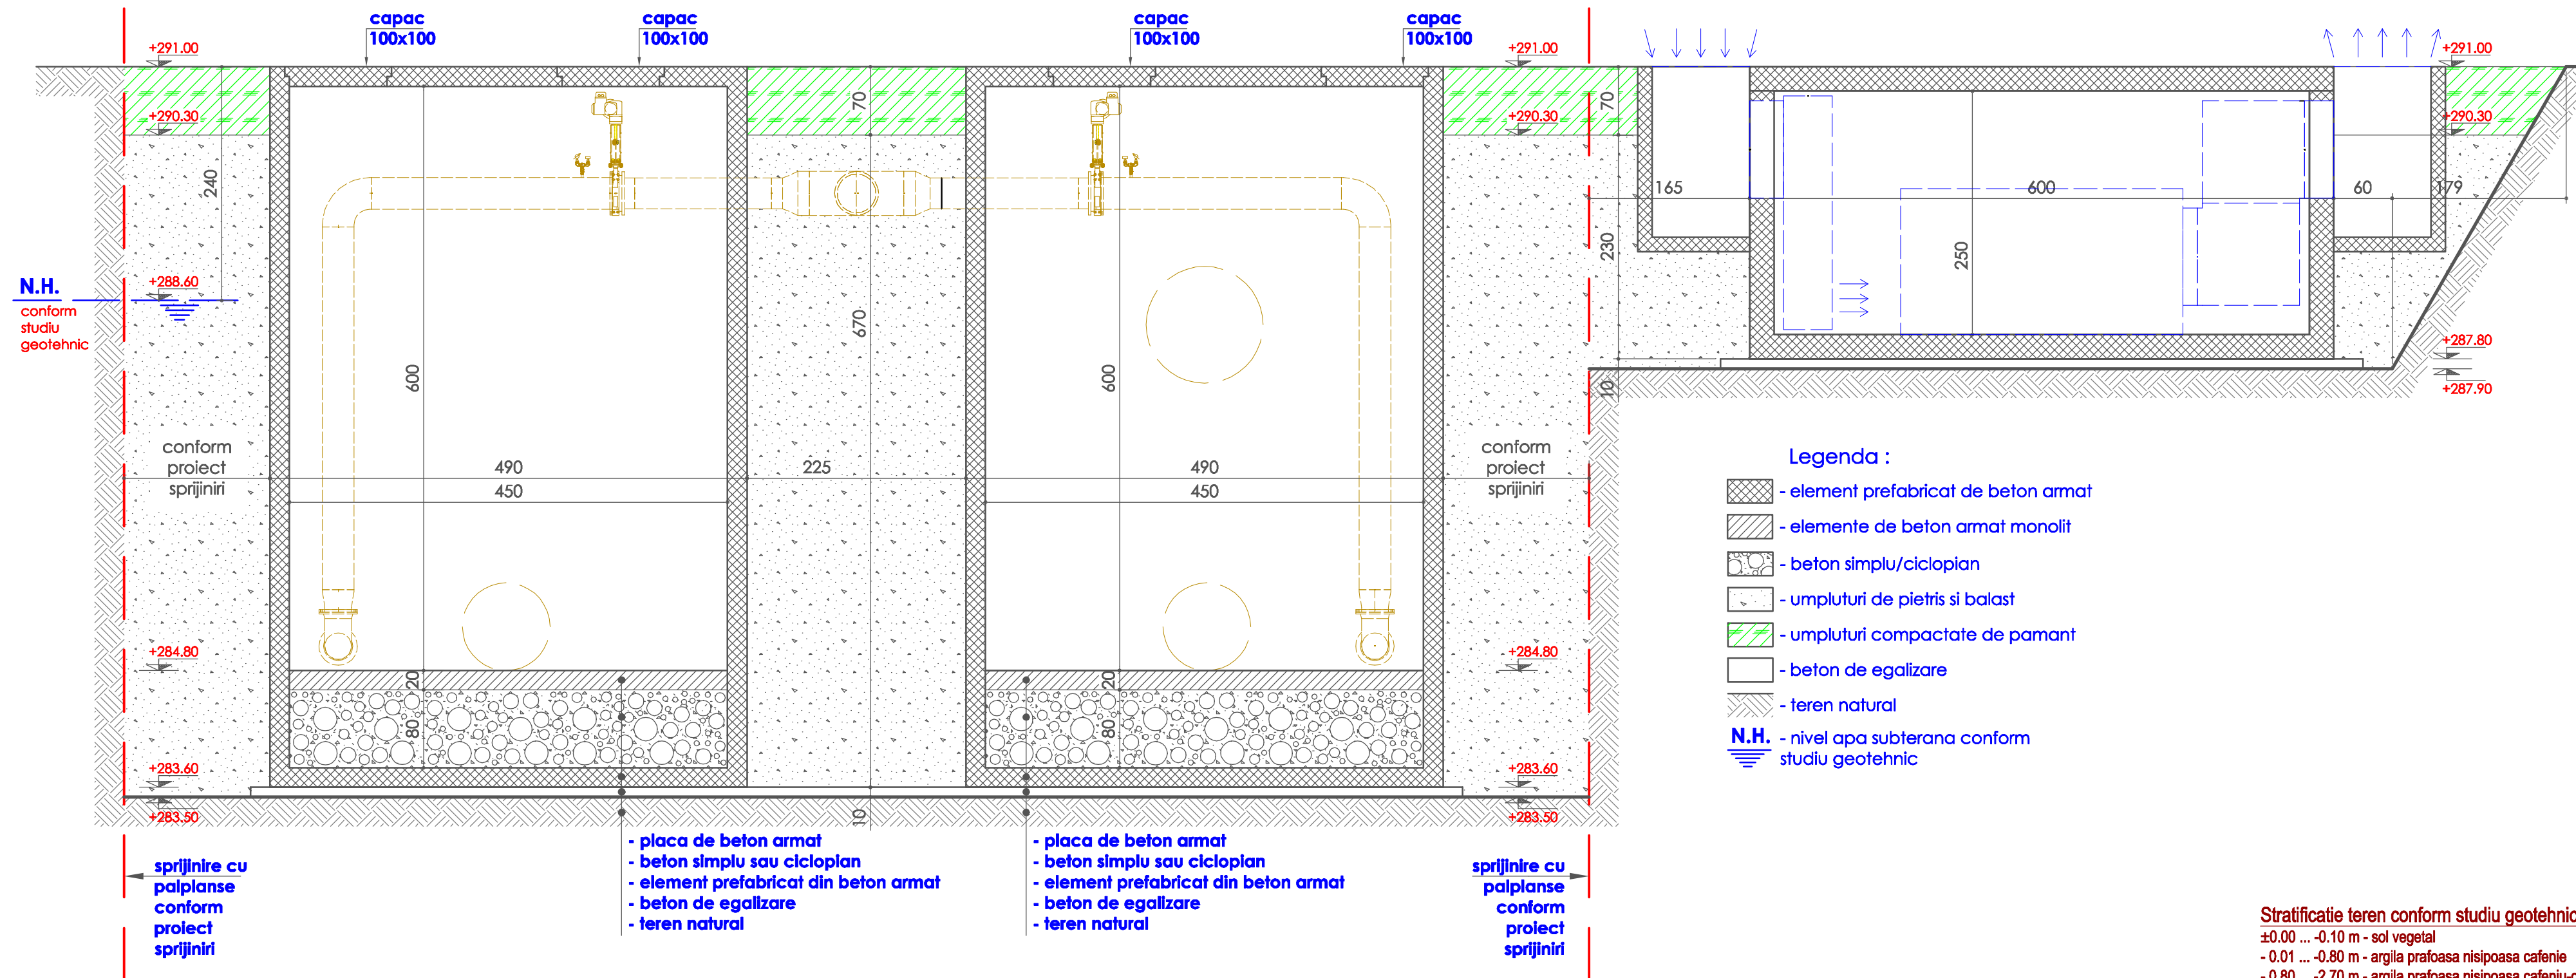 capac
100x100
capac
100x100
capac
100x100
capac
100x100
+291.00
+291.00
+291.00
+290.30
+290.30
+290.30
70
70
240
165
600
60
179
N.H.
conform
studiu
geotehnic
+288.60
230
250
670
600
600
+287.80
10
+287.90
conform
proiect
sprijiniri
490
450
225
490
450
conform
proiect
sprijiniri
Legenda :
- element prefabricat de beton armat
- elemente de beton armat monolit
- beton simplu/ciclopian
- umpluturi de pietris si balast
- umpluturi compactate de pamant
- beton de egalizare
- teren natural
N.H. - nivel apa subterana conform
studiu geotehnic
+284.80
+284.80
20
20
80
80
+283.60
+283.60
+283.50
+283.50
10
- placa de beton armat
- beton simplu sau ciclopian
- element prefabricat din beton armat
- beton de egalizare
- teren natural
- placa de beton armat
- beton simplu sau ciclopian
- element prefabricat din beton armat
- beton de egalizare
- teren natural
sprijinire cu
palplanse
conform
proiect
sprijiniri
sprijinire cu
palplanse
conform
proiect
sprijiniri
Stratificatie teren conform studiu geotehnic
±0.00 ... -0.10 m - sol vegetal
- 0.01 ... -0.80 m - argila prafoasa nisipoasa cafenie
- 0.80 ... -2.70 m - argila prafoasa nisipoasa